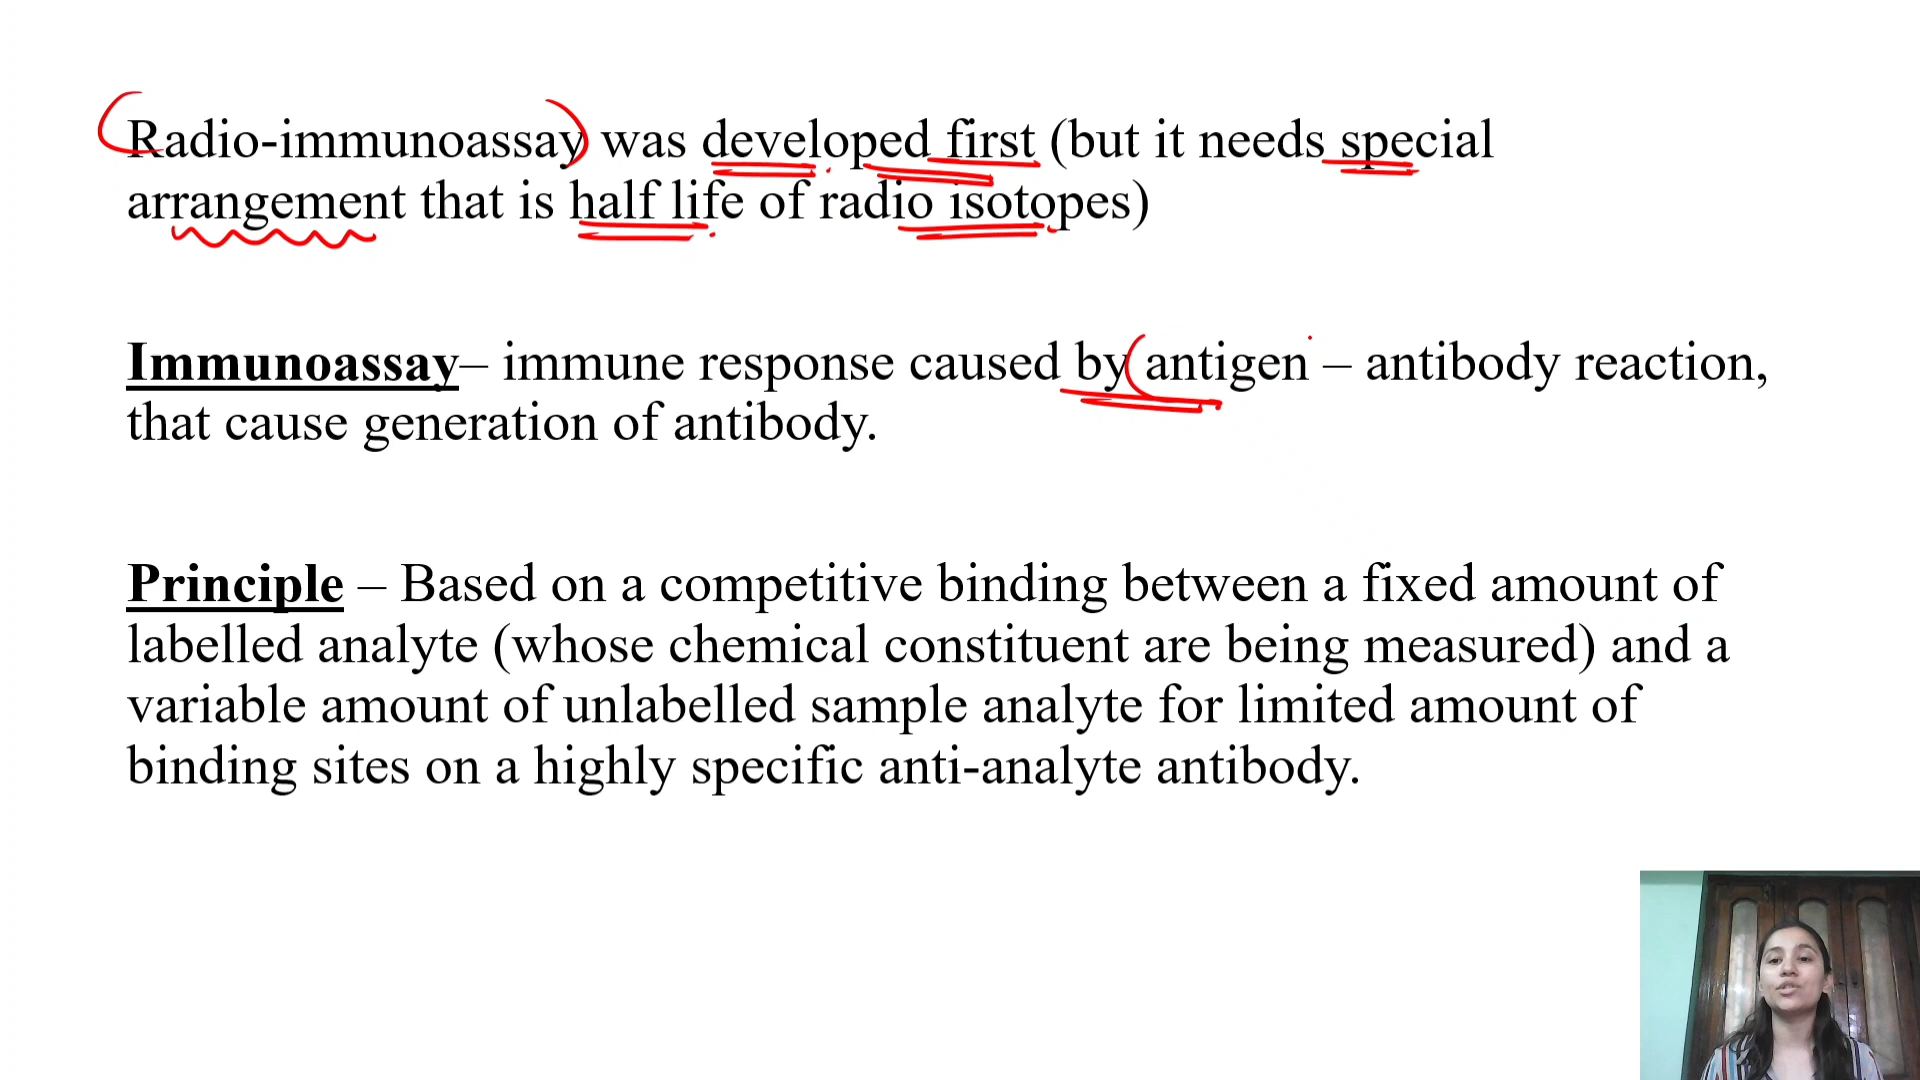 Radio-immunoassay was developed first (but it needs special
arrangement that is half life of radio isotopes)
Immunoassay– immune response caused by antigen – antibody reaction,
that cause generation of antibody.
Principle – Based on a competitive binding between a fixed amount of
labelled analyte (whose chemical constituent are being measured) and a
variable amount of unlabelled sample analyte for limited amount of
binding sites on a highly specific anti-analyte antibody.